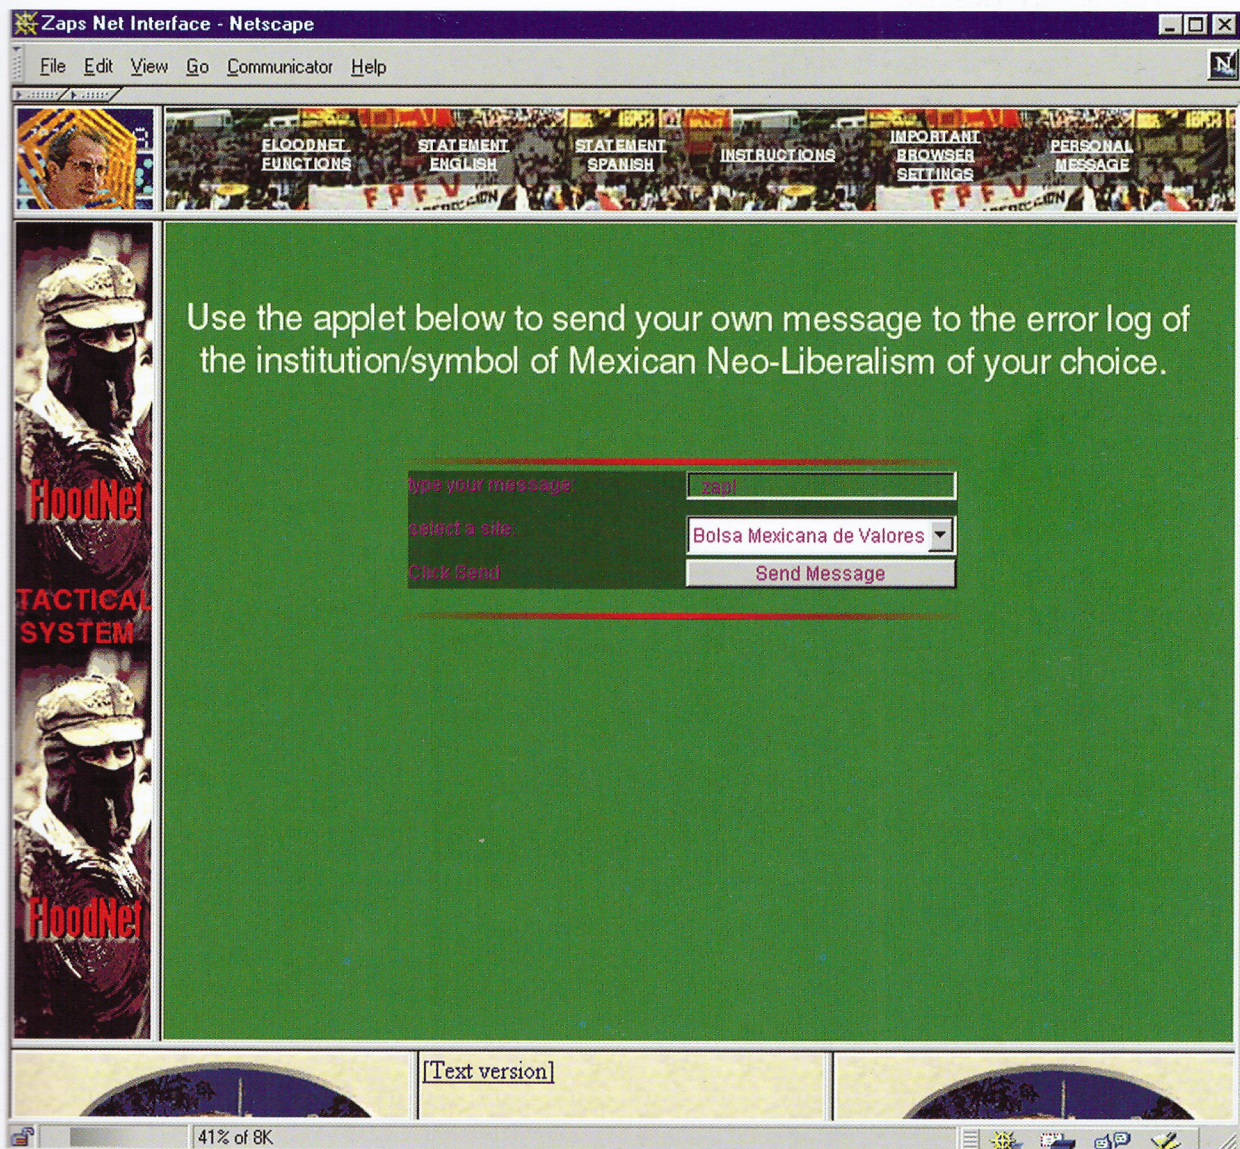 Zaps Net Interface - Netscape
File Edit View Go Communicator Help
FLOODNET
FUNCTIONS
STATEMENT
ENGLISH
STATEMENT
SPANISH
INSTRUCTIONS
IMPORTANT
BROWSER
SETTINGS
PERSONAL
MESSAGE
FPFV
FPFV
Use the applet below to send your own message to the error log of
the institution/symbol of Mexican Neo-Liberalism of your choice.
type your message:
zap!
select a site:
Bolsa Mexicana de Valores
Click Send
Send Message
FloodNet
TACTICAL
SYSTEM
FloodNet
[Text version]
41% of 8K